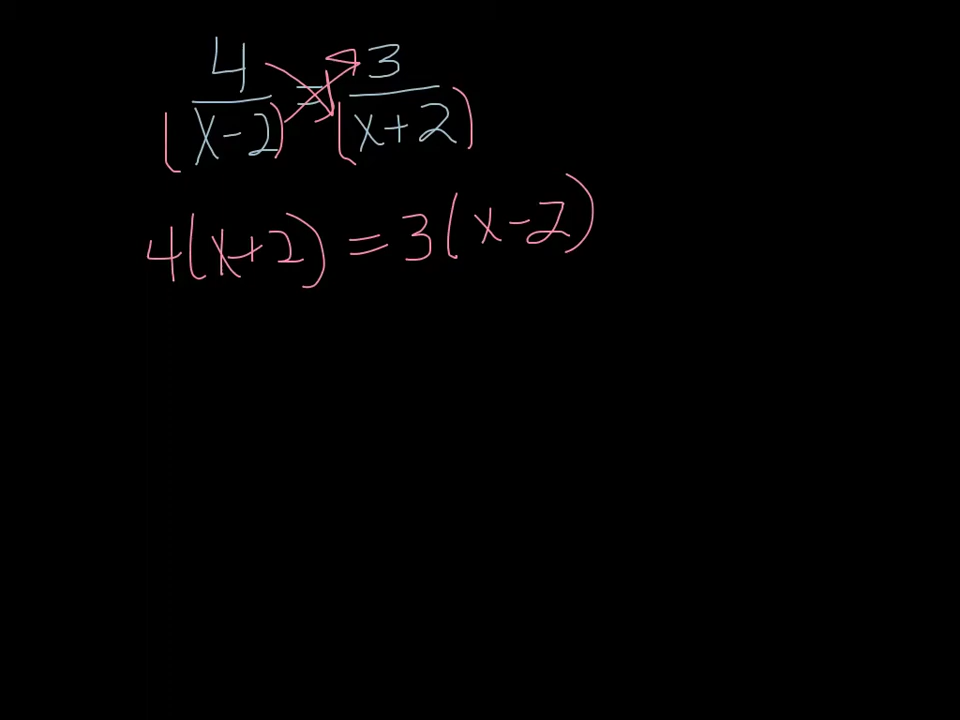 4/(x-2) = 3/(x+2)
4(x+2) = 3(x-2)